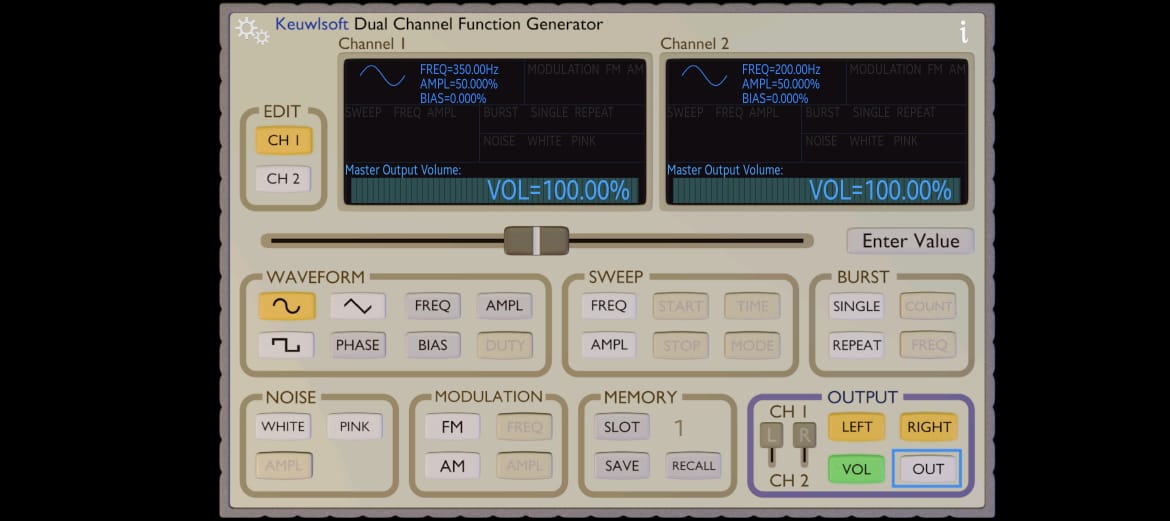 Keuwlsoft Dual Channel Function Generator
i
Channel 1
Channel 2
FREQ=350.00Hz
AMPL=50.000%
BIAS=0.000%
MODULATION FM AM
SWEEP FREQ AMPL
BURST SINGLE REPEAT
NOISE WHITE PINK
Master Output Volume:
VOL=100.00%
FREQ=200.00Hz
AMPL=50.000%
BIAS=0.000%
MODULATION FM AM
SWEEP FREQ AMPL
BURST SINGLE REPEAT
NOISE WHITE PINK
Master Output Volume:
VOL=100.00%
EDIT
CH 1
CH 2
Enter Value
WAVEFORM
FREQ AMPL
PHASE BIAS DUTY
SWEEP
FREQ START TIME
AMPL STOP MODE
BURST
SINGLE COUNT
REPEAT FREQ
NOISE
WHITE PINK
AMPL
MODULATION
FM FREQ
AM AMPL
MEMORY
SLOT 1
SAVE RECALL
OUTPUT
CH 1
L R
CH 2
LEFT RIGHT
VOL OUT